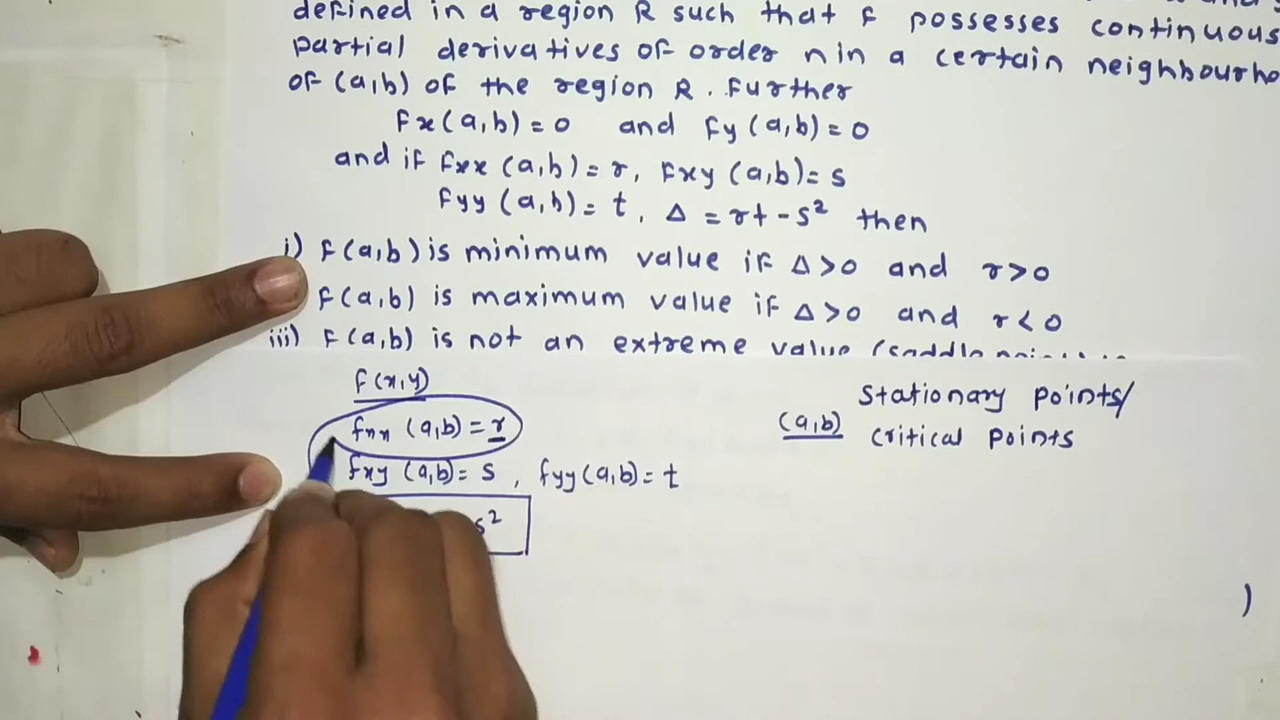 defined in a region R such that f possesses continuous
partial derivatives of order n in a certain neighbourho
of (a,b) of the region R. Further
fx(a,b)=0 and fy(a,b)=0
and if fxx(a,b)=r, fxy(a,b)=s
fyy(a,b)=t, Δ=rt-s² then
i) f(a,b) is minimum value if Δ>0 and r>0
f(a,b) is maximum value if Δ>0 and r<0
iii) f(a,b) is not an extreme value (saddle
f(x,y)
fxx (a,b)=r
fxy (a,b)=s, fyy(a,b)=t
s²
Stationary points/
(a,b) critical points
)